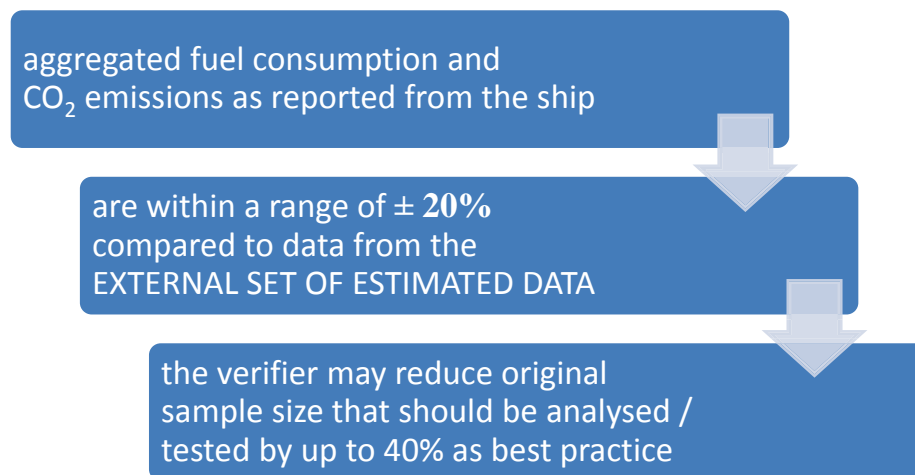 aggregated fuel consumption and
CO₂ emissions as reported from the ship
are within a range of ± 20%
compared to data from the
EXTERNAL SET OF ESTIMATED DATA
the verifier may reduce original
sample size that should be analysed /
tested by up to 40% as best practice